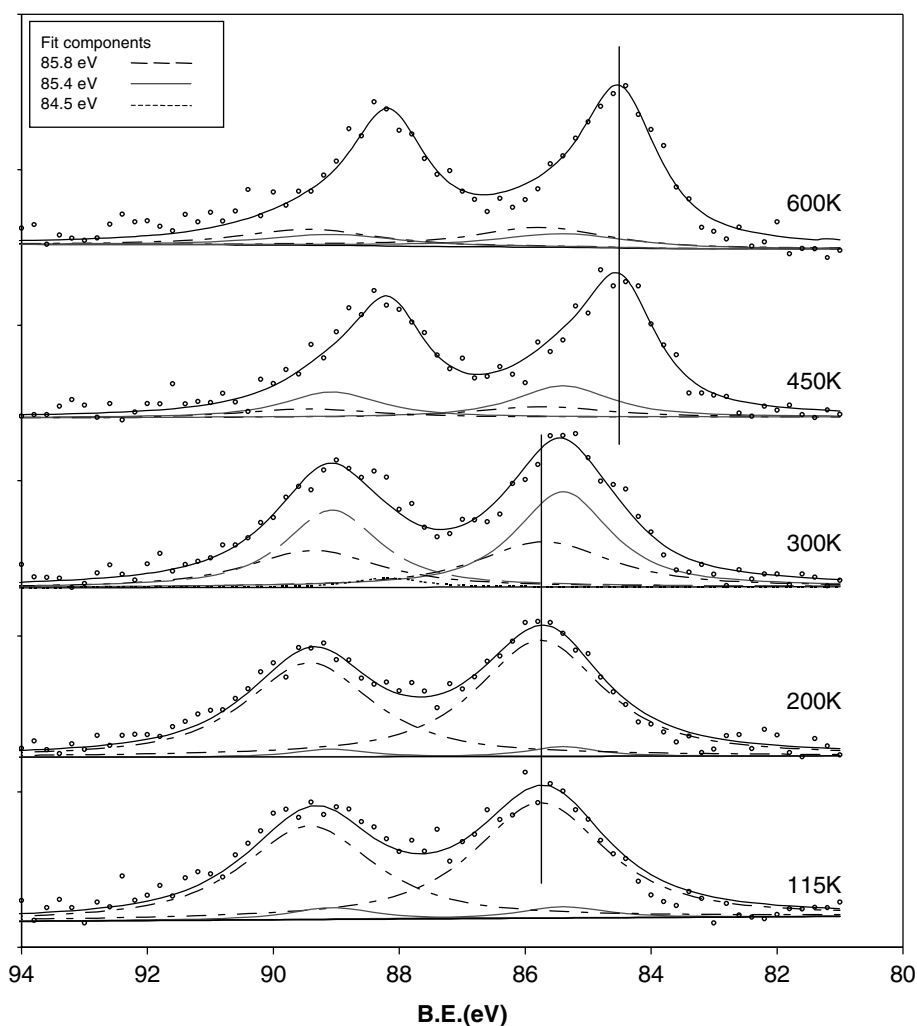 Fit components
85.8 eV
85.4 eV
84.5 eV
600K
450K
300K
200K
115K
94 92 90 88 86 84 82 80
B.E.(eV)